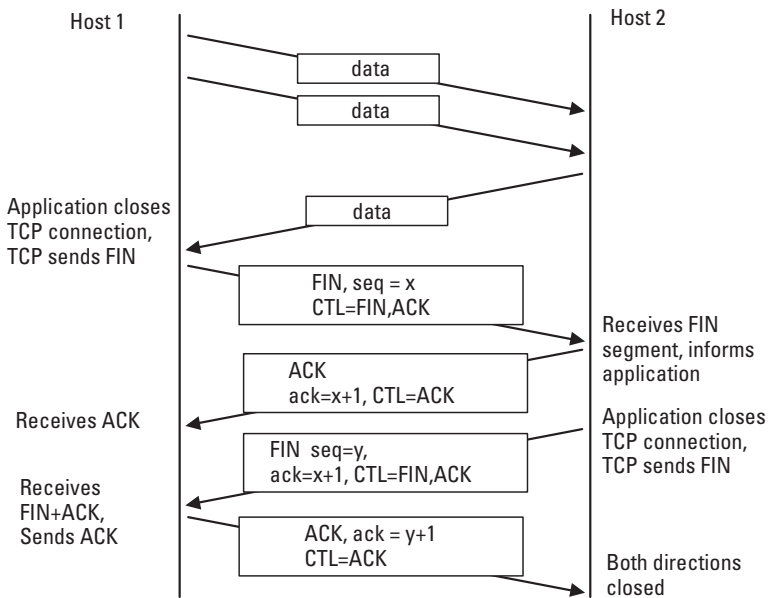 Host 1
Host 2
data
data
data
Application closes
TCP connection,
TCP sends FIN
FIN, seq = x
CTL=FIN,ACK
Receives FIN
segment, informs
application
ACK
ack=x+1, CTL=ACK
Receives ACK
Application closes
TCP connection,
TCP sends FIN
FIN seq=y,
ack=x+1, CTL=FIN,ACK
Receives
FIN+ACK,
Sends ACK
ACK, ack = y+1
CTL=ACK
Both directions
closed